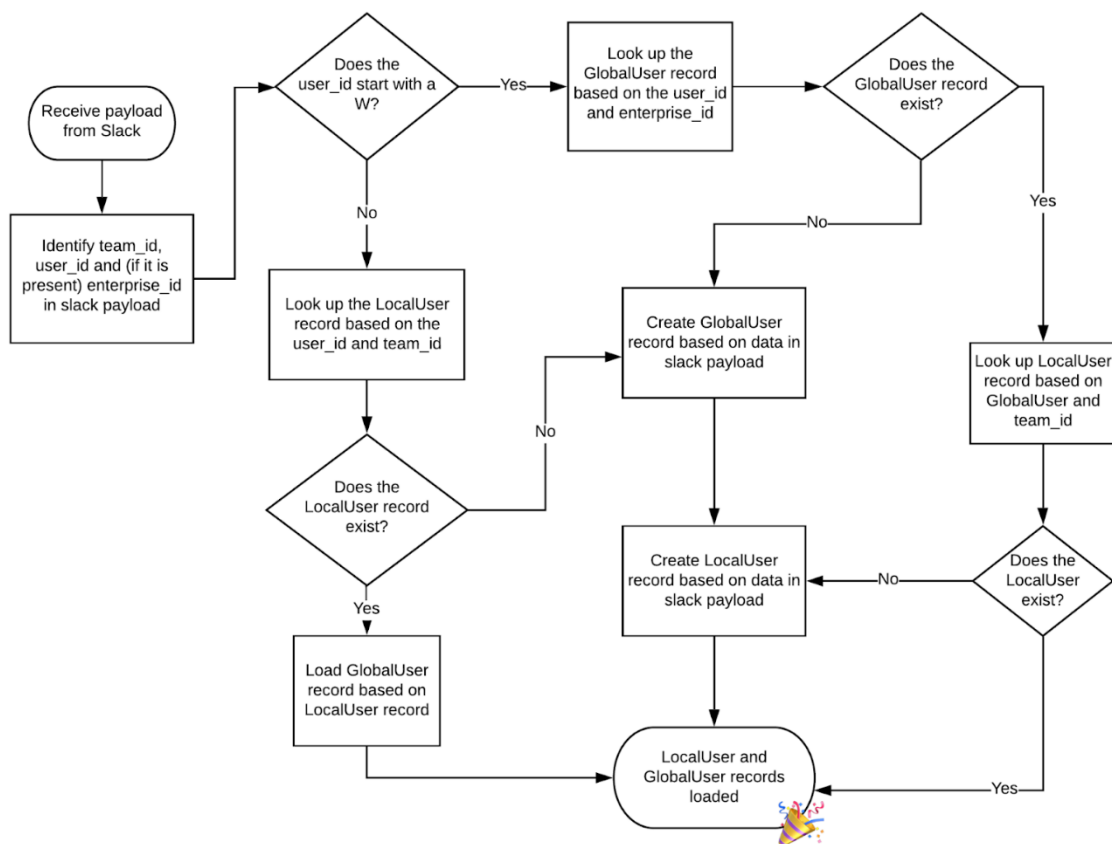 Receive payload
from Slack
Identify team_id,
user_id and (if it is
present) enterprise_id
in slack payload
Does the
user_id start with a
W?
Yes
Look up the
GlobalUser record
based on the user_id
and enterprise_id
Does the
GlobalUser record
exist?
No
Yes
No
Look up the LocalUser
record based on the
user_id and team_id
Create GlobalUser
record based on data in
slack payload
Look up LocalUser
record based on
GlobalUser and
team_id
Does the
LocalUser record
exist?
No
Yes
Create LocalUser
record based on data in
slack payload
Does the
LocalUser
exist?
No
Yes
Load GlobalUser
record based on
LocalUser record
LocalUser and
GlobalUser records
loaded